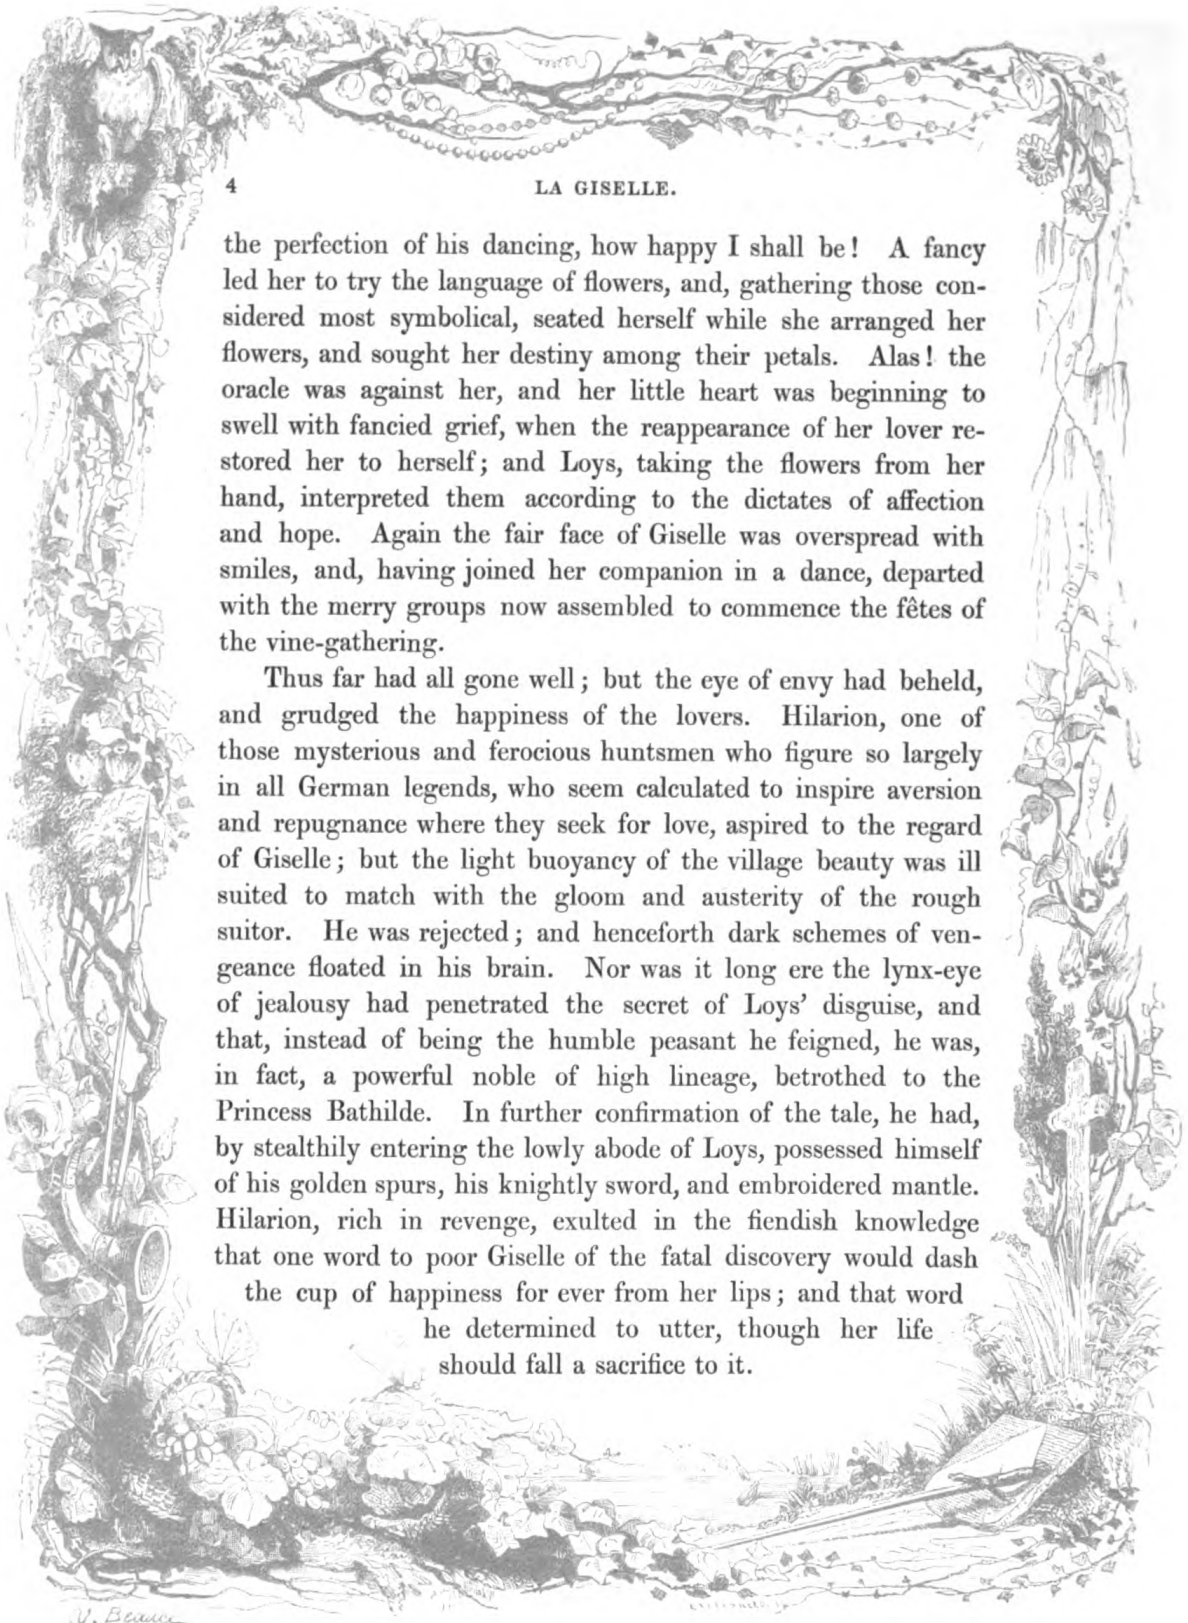 4 LA GISELLE.
the perfection of his dancing, how happy I shall be! A fancy
led her to try the language of flowers, and, gathering those con-
sidered most symbolical, seated herself while she arranged her
flowers, and sought her destiny among their petals. Alas! the
oracle was against her, and her little heart was beginning to
swell with fancied grief, when the reappearance of her lover re-
stored her to herself; and Loys, taking the flowers from her
hand, interpreted them according to the dictates of affection
and hope. Again the fair face of Giselle was overspread with
smiles, and, having joined her companion in a dance, departed
with the merry groups now assembled to commence the fêtes of
the vine-gathering.
Thus far had all gone well; but the eye of envy had beheld,
and grudged the happiness of the lovers. Hilarion, one of
those mysterious and ferocious huntsmen who figure so largely
in all German legends, who seem calculated to inspire aversion
and repugnance where they seek for love, aspired to the regard
of Giselle; but the light buoyancy of the village beauty was ill
suited to match with the gloom and austerity of the rough
suitor. He was rejected; and henceforth dark schemes of ven-
geance floated in his brain. Nor was it long ere the lynx-eye
of jealousy had penetrated the secret of Loys' disguise, and
that, instead of being the humble peasant he feigned, he was,
in fact, a powerful noble of high lineage, betrothed to the
Princess Bathilde. In further confirmation of the tale, he had,
by stealthily entering the lowly abode of Loys, possessed himself
of his golden spurs, his knightly sword, and embroidered mantle.
Hilarion, rich in revenge, exulted in the fiendish knowledge
that one word to poor Giselle of the fatal discovery would dash
the cup of happiness for ever from her lips; and that word
he determined to utter, though her life
should fall a sacrifice to it.
V. Beaucé